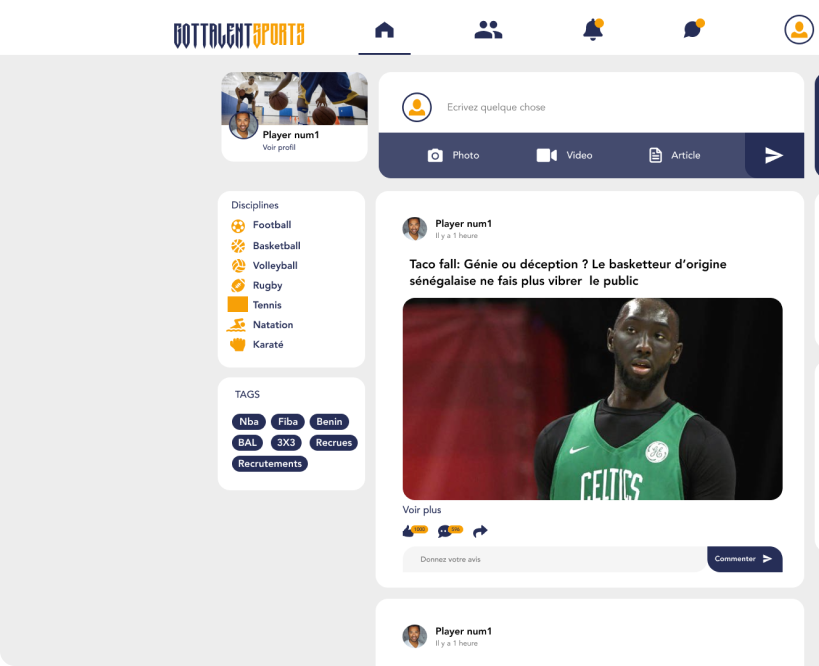 GOTTALENTSPORTS
Player num1
Voir profil
Ecrivez quelque chose
Photo
Video
Article
Disciplines
Football
Basketball
Volleyball
Rugby
Tennis
Natation
Karaté
TAGS
Nba
Fiba
Benin
BAL
3X3
Recrues
Recrutements
Player num1
Il y a 1 heure
Taco fall: Génie ou déception ? Le basketteur d'origine
sénégalaise ne fais plus vibrer le public
CELTICS
Voir plus
1000
596
Donnez votre avis
Commenter
Player num1
Il y a 1 heure